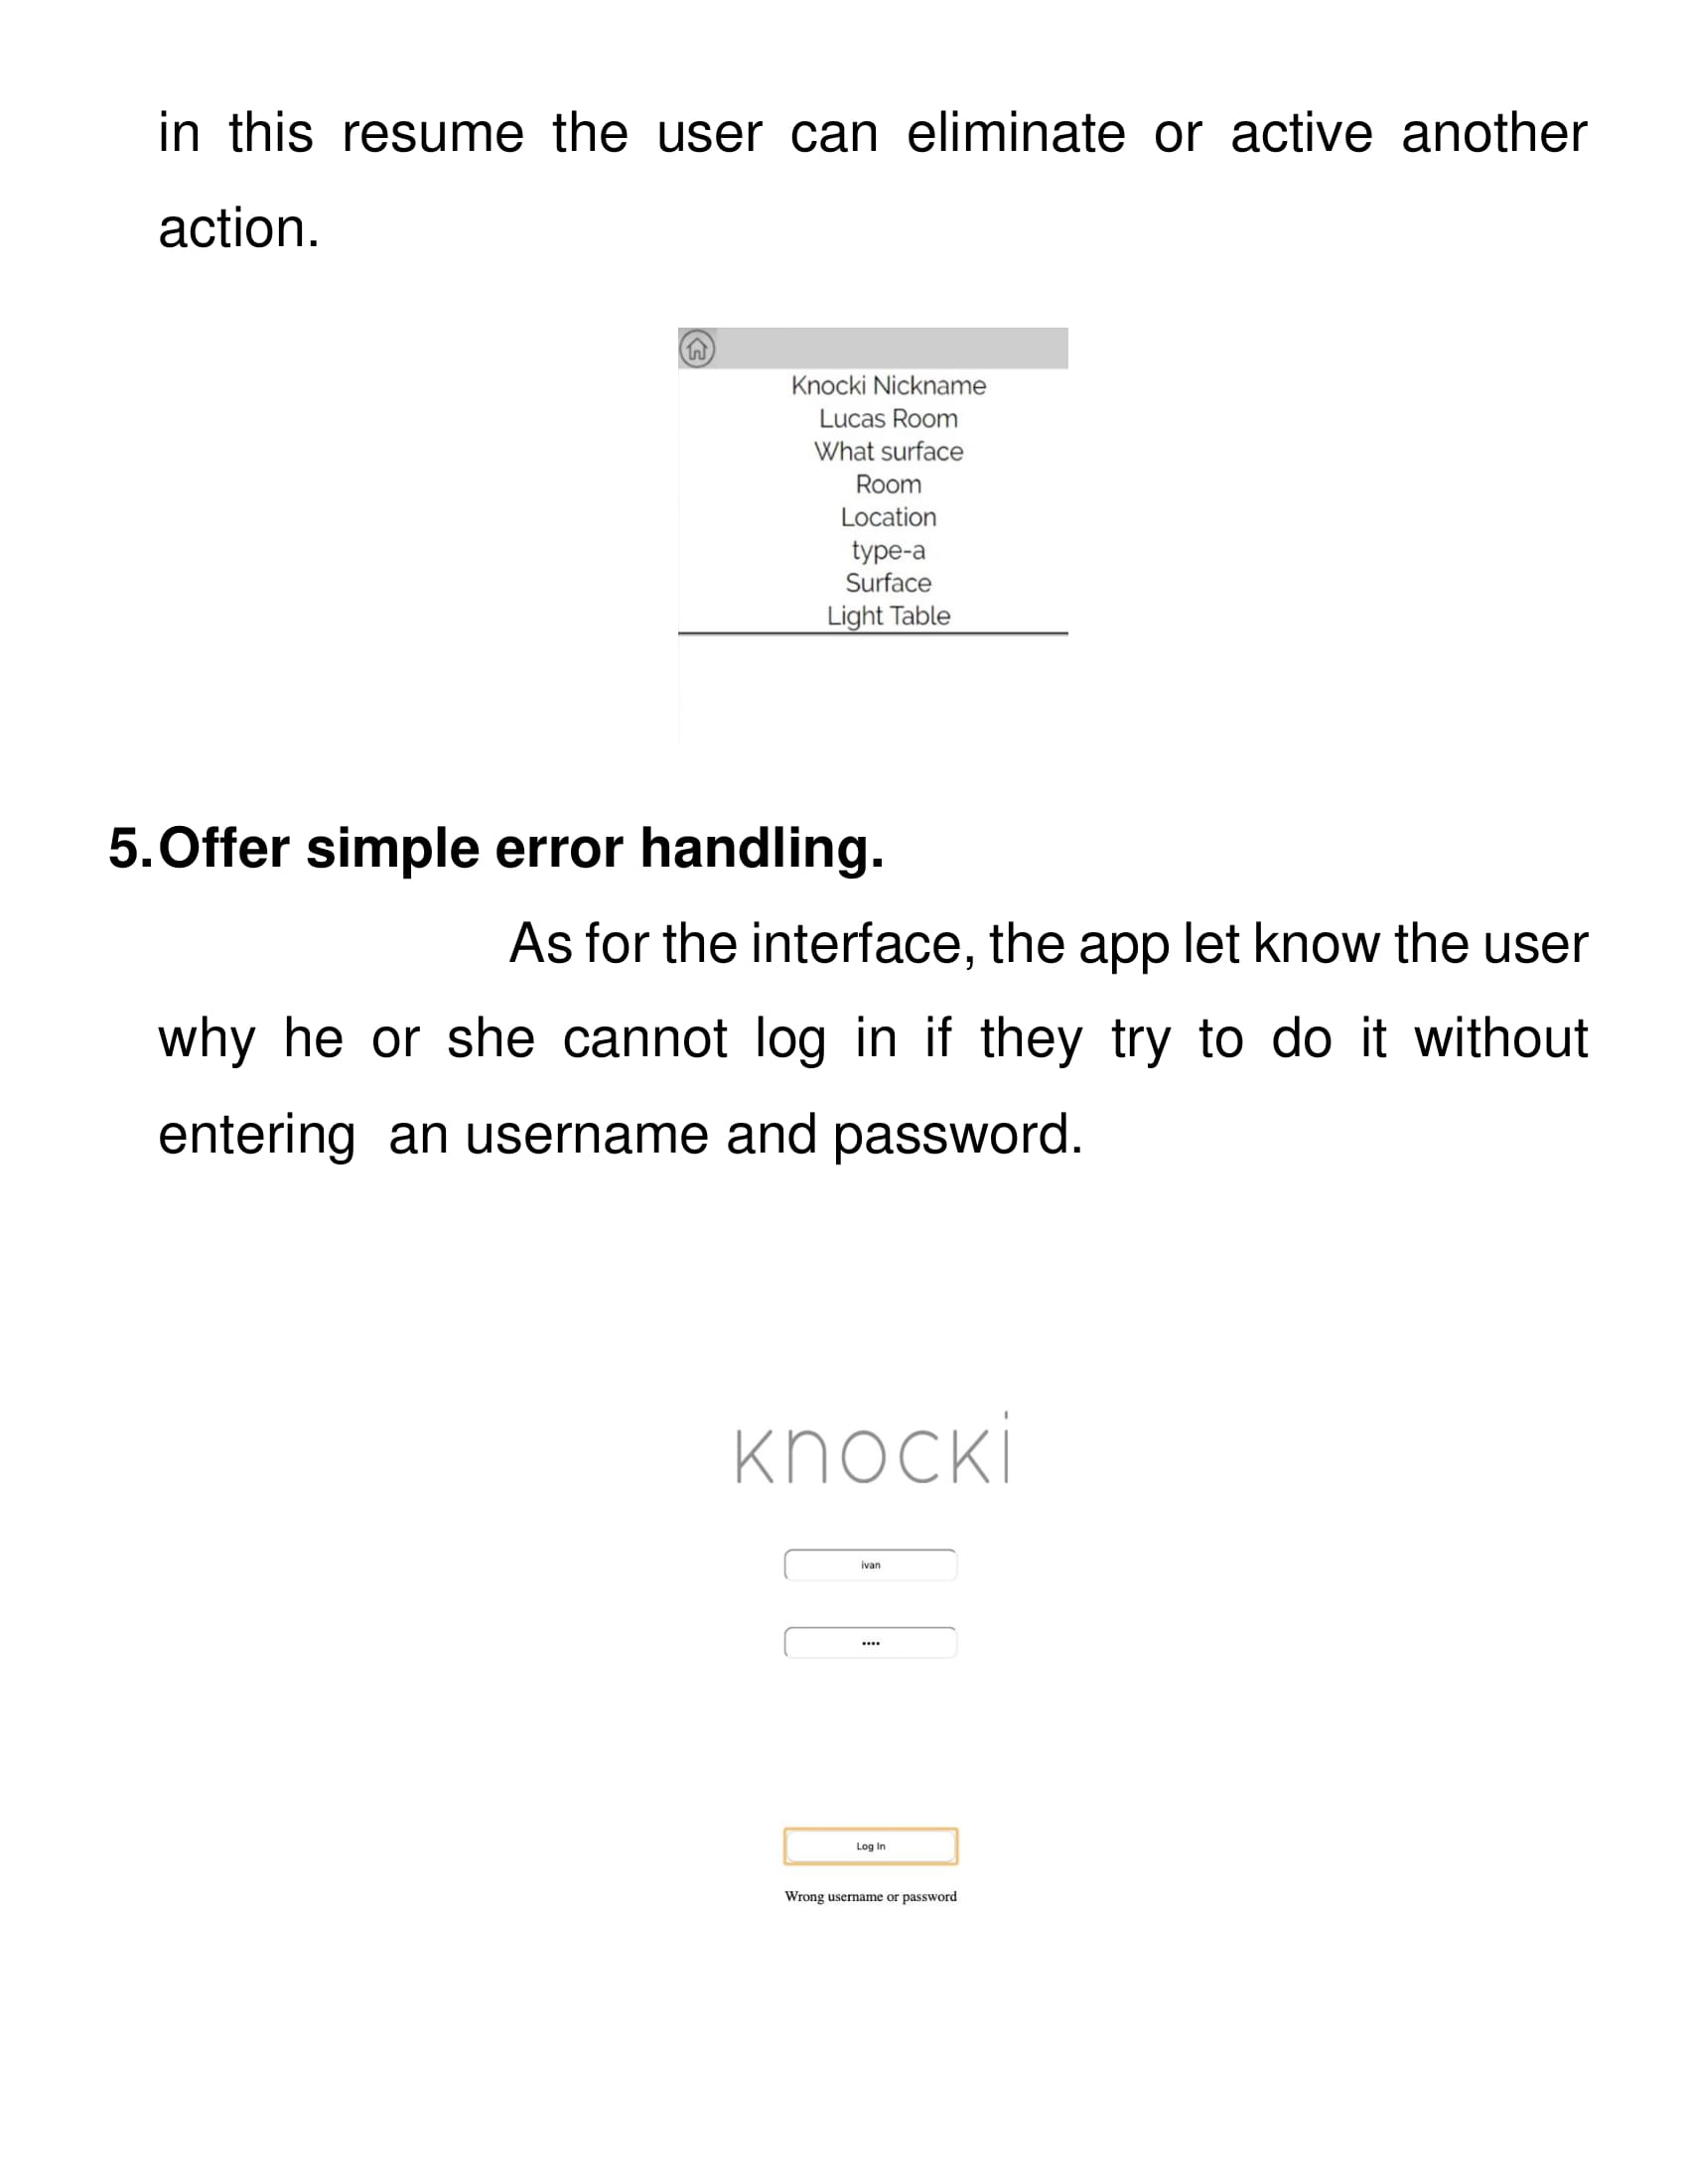 in this resume the user can eliminate or active another
action.
Knocki Nickname
Lucas Room
What surface
Room
Location
type-a
Surface
Light Table
5.Offer simple error handling.
As for the interface, the app let know the user
why he or she cannot log in if they try to do it without
entering an username and password.
knocki
ivan
••••
Log In
Wrong username or password